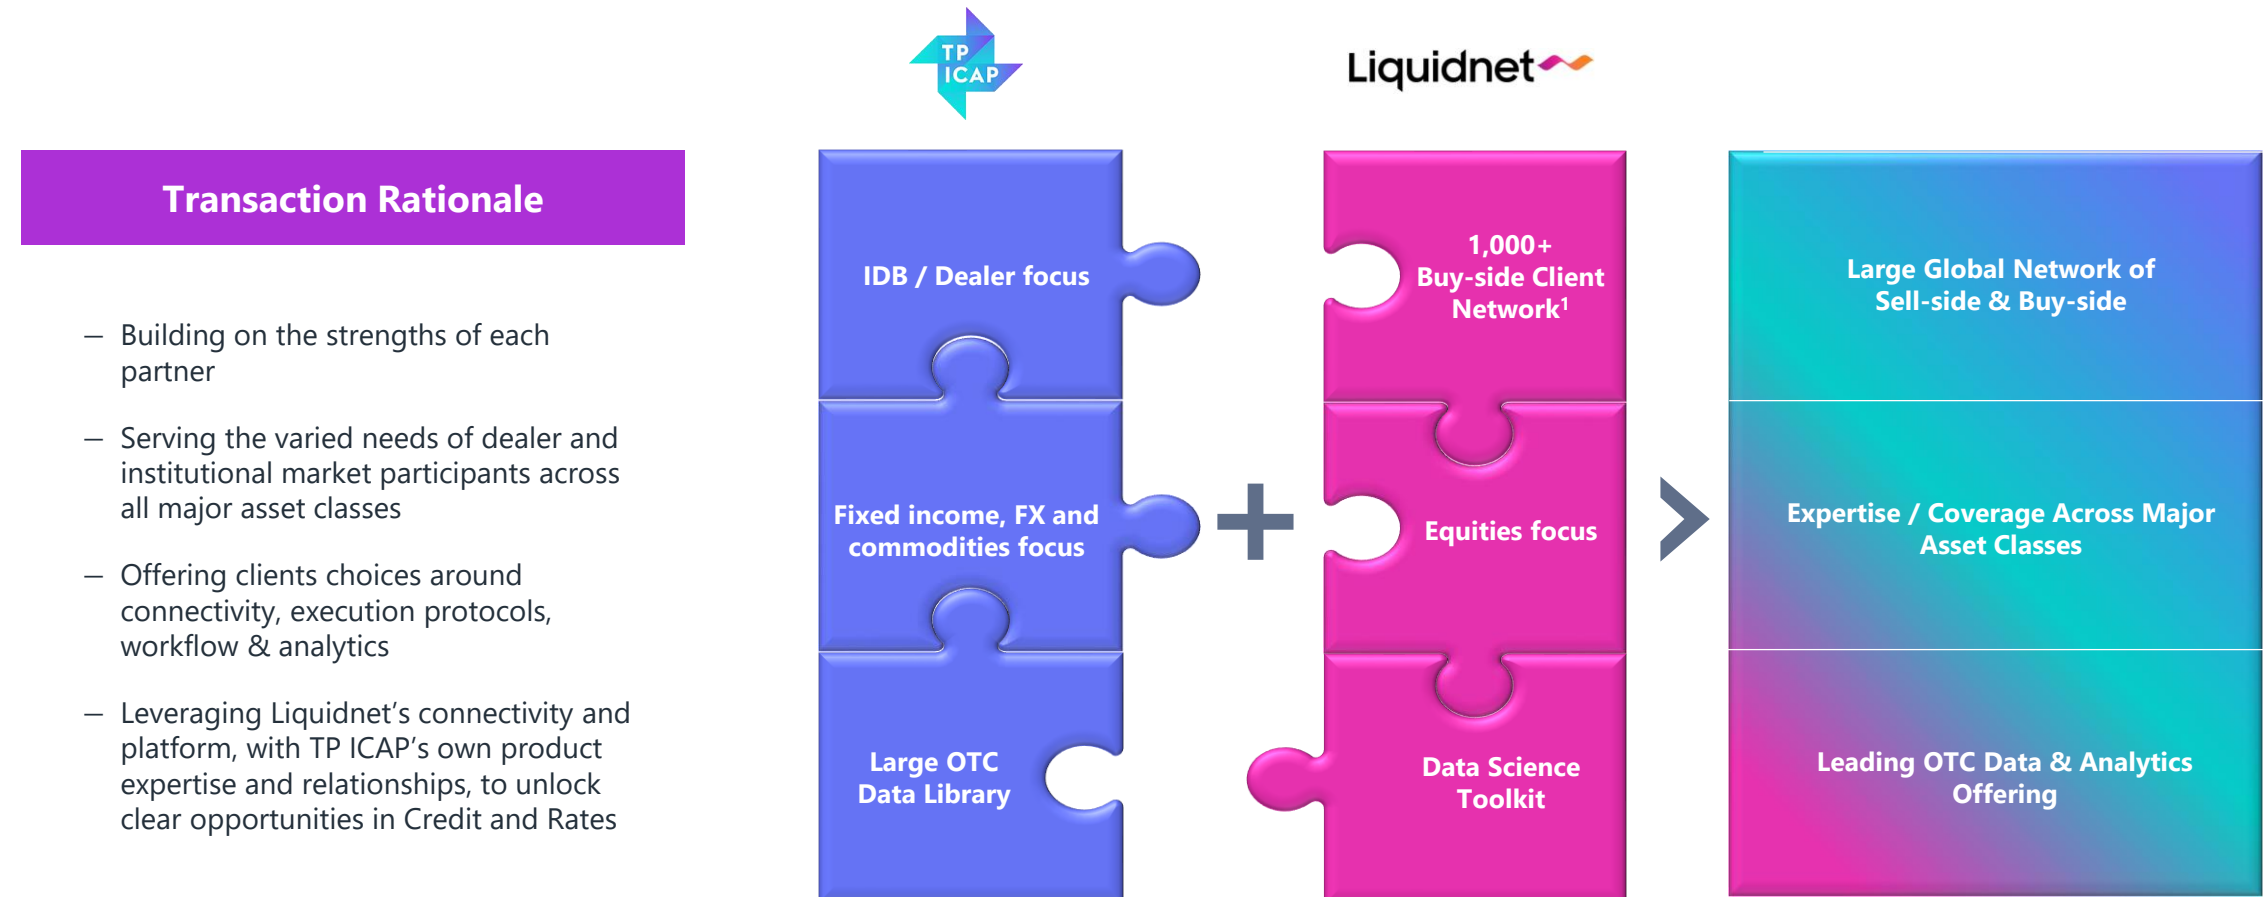 TP
ICAP
Liquidnet
Transaction Rationale
— Building on the strengths of each
partner
— Serving the varied needs of dealer and
institutional market participants across
all major asset classes
— Offering clients choices around
connectivity, execution protocols,
workflow & analytics
— Leveraging Liquidnet’s connectivity and
platform, with TP ICAP’s own product
expertise and relationships, to unlock
clear opportunities in Credit and Rates
IDB / Dealer focus
Fixed income, FX and
commodities focus
Large OTC
Data Library
+
1,000+
Buy-side Client
Network¹
Equities focus
Data Science
Toolkit
>
Large Global Network of
Sell-side & Buy-side
Expertise / Coverage Across Major
Asset Classes
Leading OTC Data & Analytics
Offering